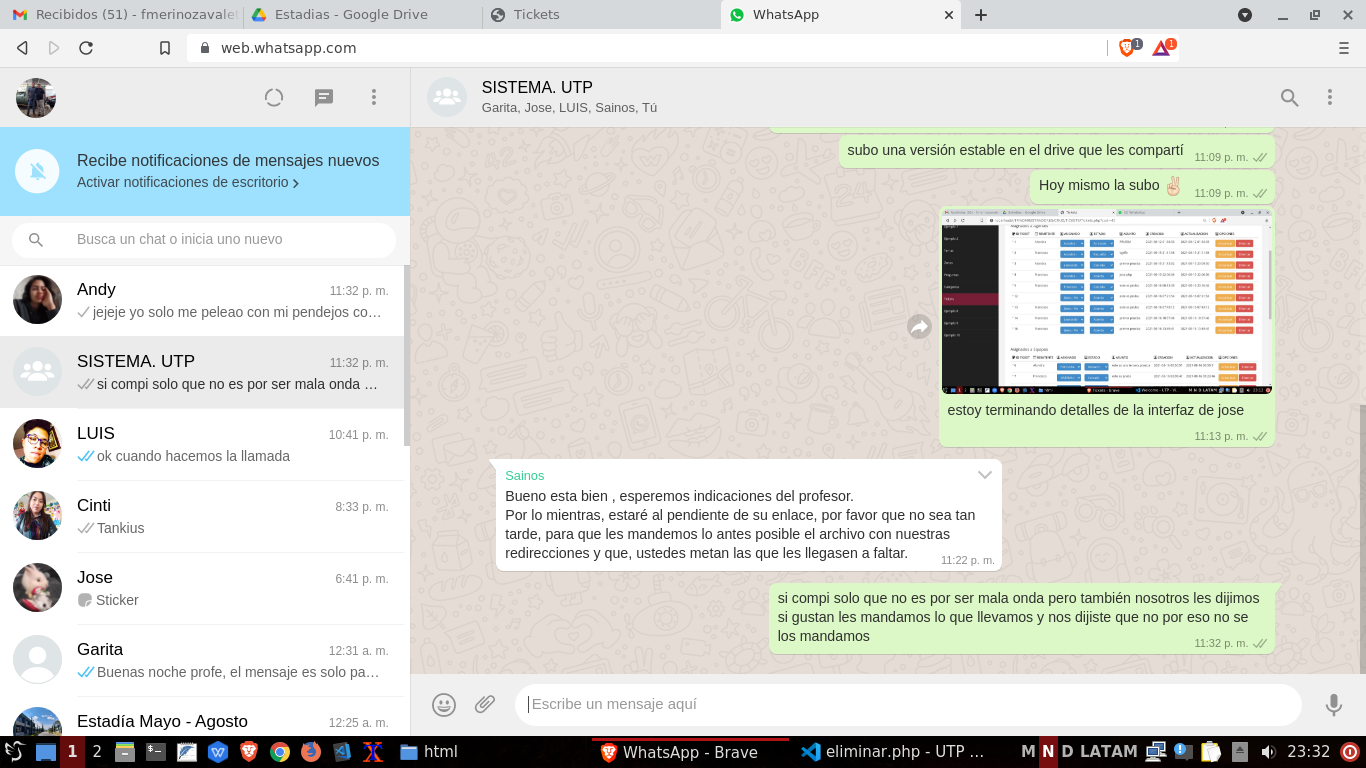 Recibidos (51) - fmerinozavalet
Estadias - Google Drive
Tickets
WhatsApp
web.whatsapp.com
1
1
SISTEMA. UTP
Garita, Jose, LUIS, Sainos, Tú
Recibe notificaciones de mensajes nuevos
Activar notificaciones de escritorio
Busca un chat o inicia uno nuevo
Andy
11:32 p. m.
jejeje yo solo me peleao con mi pendejos co…
SISTEMA. UTP
11:32 p. m.
si compi solo que no es por ser mala onda …
LUIS
10:41 p. m.
ok cuando hacemos la llamada
Cinti
8:33 p. m.
Tankius
Jose
6:41 p. m.
Sticker
Garita
12:31 a. m.
Buenas noche profe, el mensaje es solo pa…
Estadía Mayo - Agosto
12:25 a. m.
subo una versión estable en el drive que les compartí
11:09 p. m.
Hoy mismo la subo ✌🏻
11:09 p. m.
estoy terminando detalles de la interfaz de jose
11:13 p. m.
Sainos
Bueno esta bien , esperemos indicaciones del profesor.
Por lo mientras, estaré al pendiente de su enlace, por favor que no sea tan
tarde, para que les mandemos lo antes posible el archivo con nuestras
redirecciones y que, ustedes metan las que les llegasen a faltar.
11:22 p. m.
si compi solo que no es por ser mala onda pero también nosotros les dijimos
si gustan les mandamos lo que llevamos y nos dijiste que no por eso no se
los mandamos
11:32 p. m.
Escribe un mensaje aquí
1
2
html
WhatsApp - Brave
eliminar.php - UTP ...
M N D LATAM
23:32